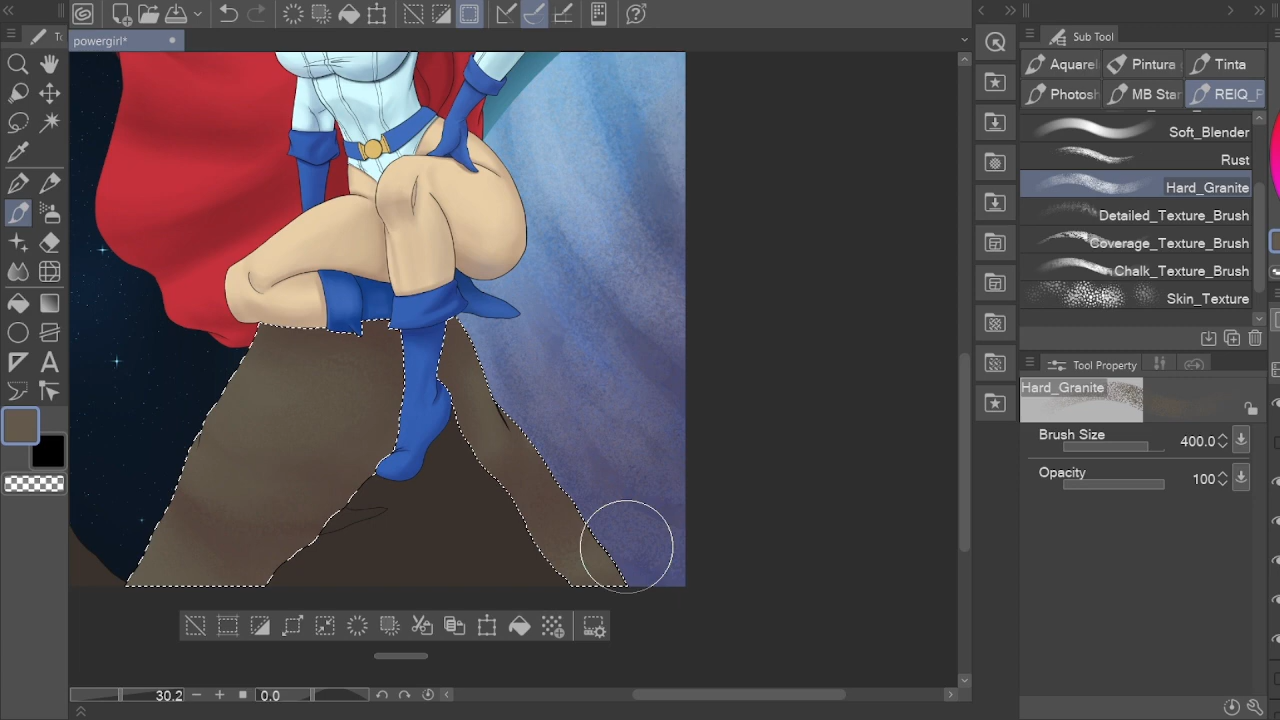 To
powergirl*
Sub Tool
Aquarel
Pintura
Tinta
Photosh
MB Star
REIQ_F
Soft_Blender
Rust
Hard_Granite
Detailed_Texture_Brush
Coverage_Texture_Brush
Chalk_Texture_Brush
Skin_Texture
Tool Property
Hard_Granite
Brush Size
400.0
Opacity
100
A
30.2
0.0